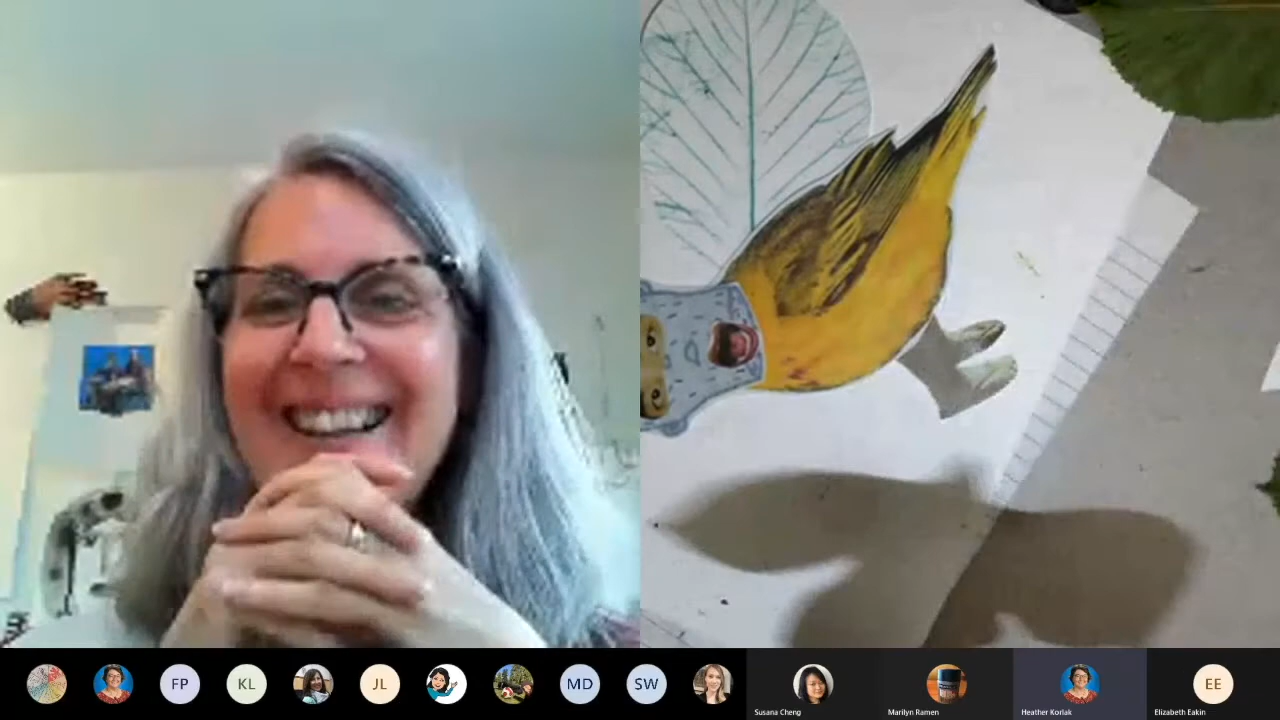 FP
KL
JL
MD
SW
Susana Cheng
Marilyn Ramen
Heather Korlak
EE
Elizabeth Eakin